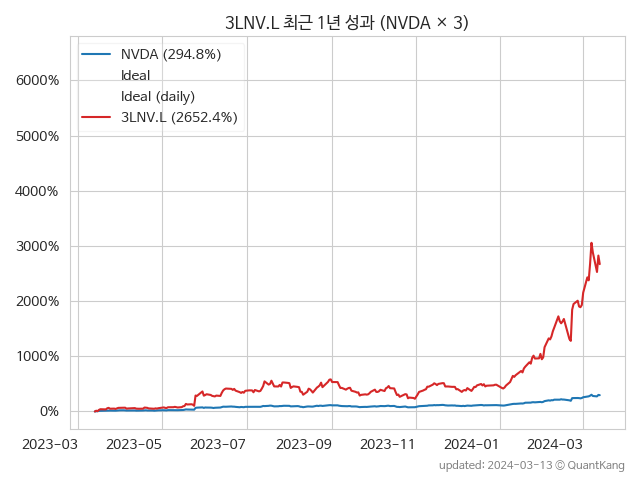 3LNV.L 최근 1년 성과 (NVDA × 3)
NVDA (294.8%)
Ideal
Ideal (daily)
3LNV.L (2652.4%)
6000%
5000%
4000%
3000%
2000%
1000%
0%
2023-03 2023-05 2023-07 2023-09 2023-11 2024-01 2024-03
updated: 2024-03-13 ⓒ QuantKang